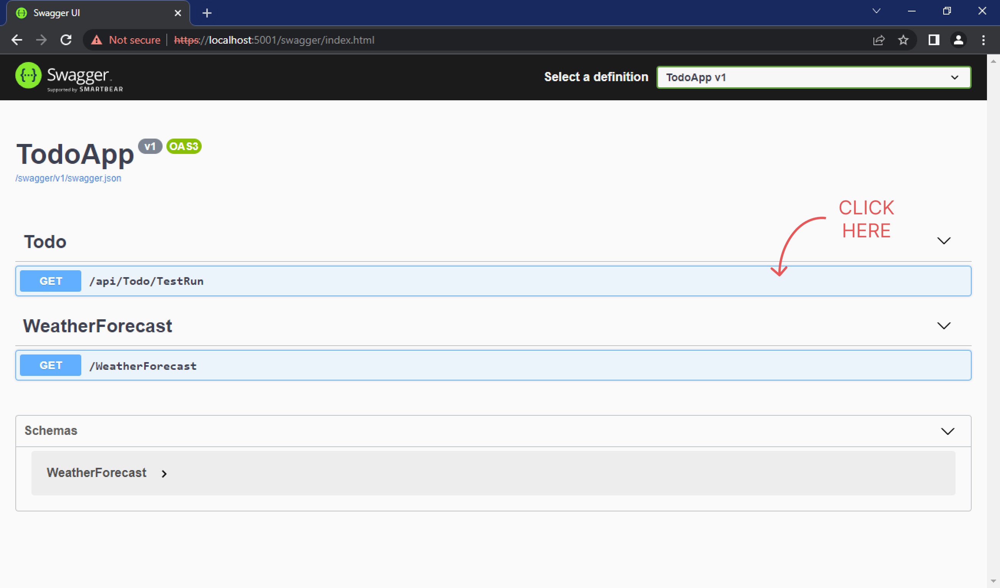 Swagger UI
Not secure https://localhost:5001/swagger/index.html
Swagger
Supported by SMARTBEAR
Select a definition
TodoApp v1
TodoApp v1 OAS3
/swagger/v1/swagger.json
CLICK
HERE
Todo
GET /api/Todo/TestRun
WeatherForecast
GET /WeatherForecast
Schemas
WeatherForecast